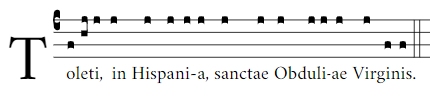 Toleti, in Hispani-a, sanctae Obduli-ae Virginis.